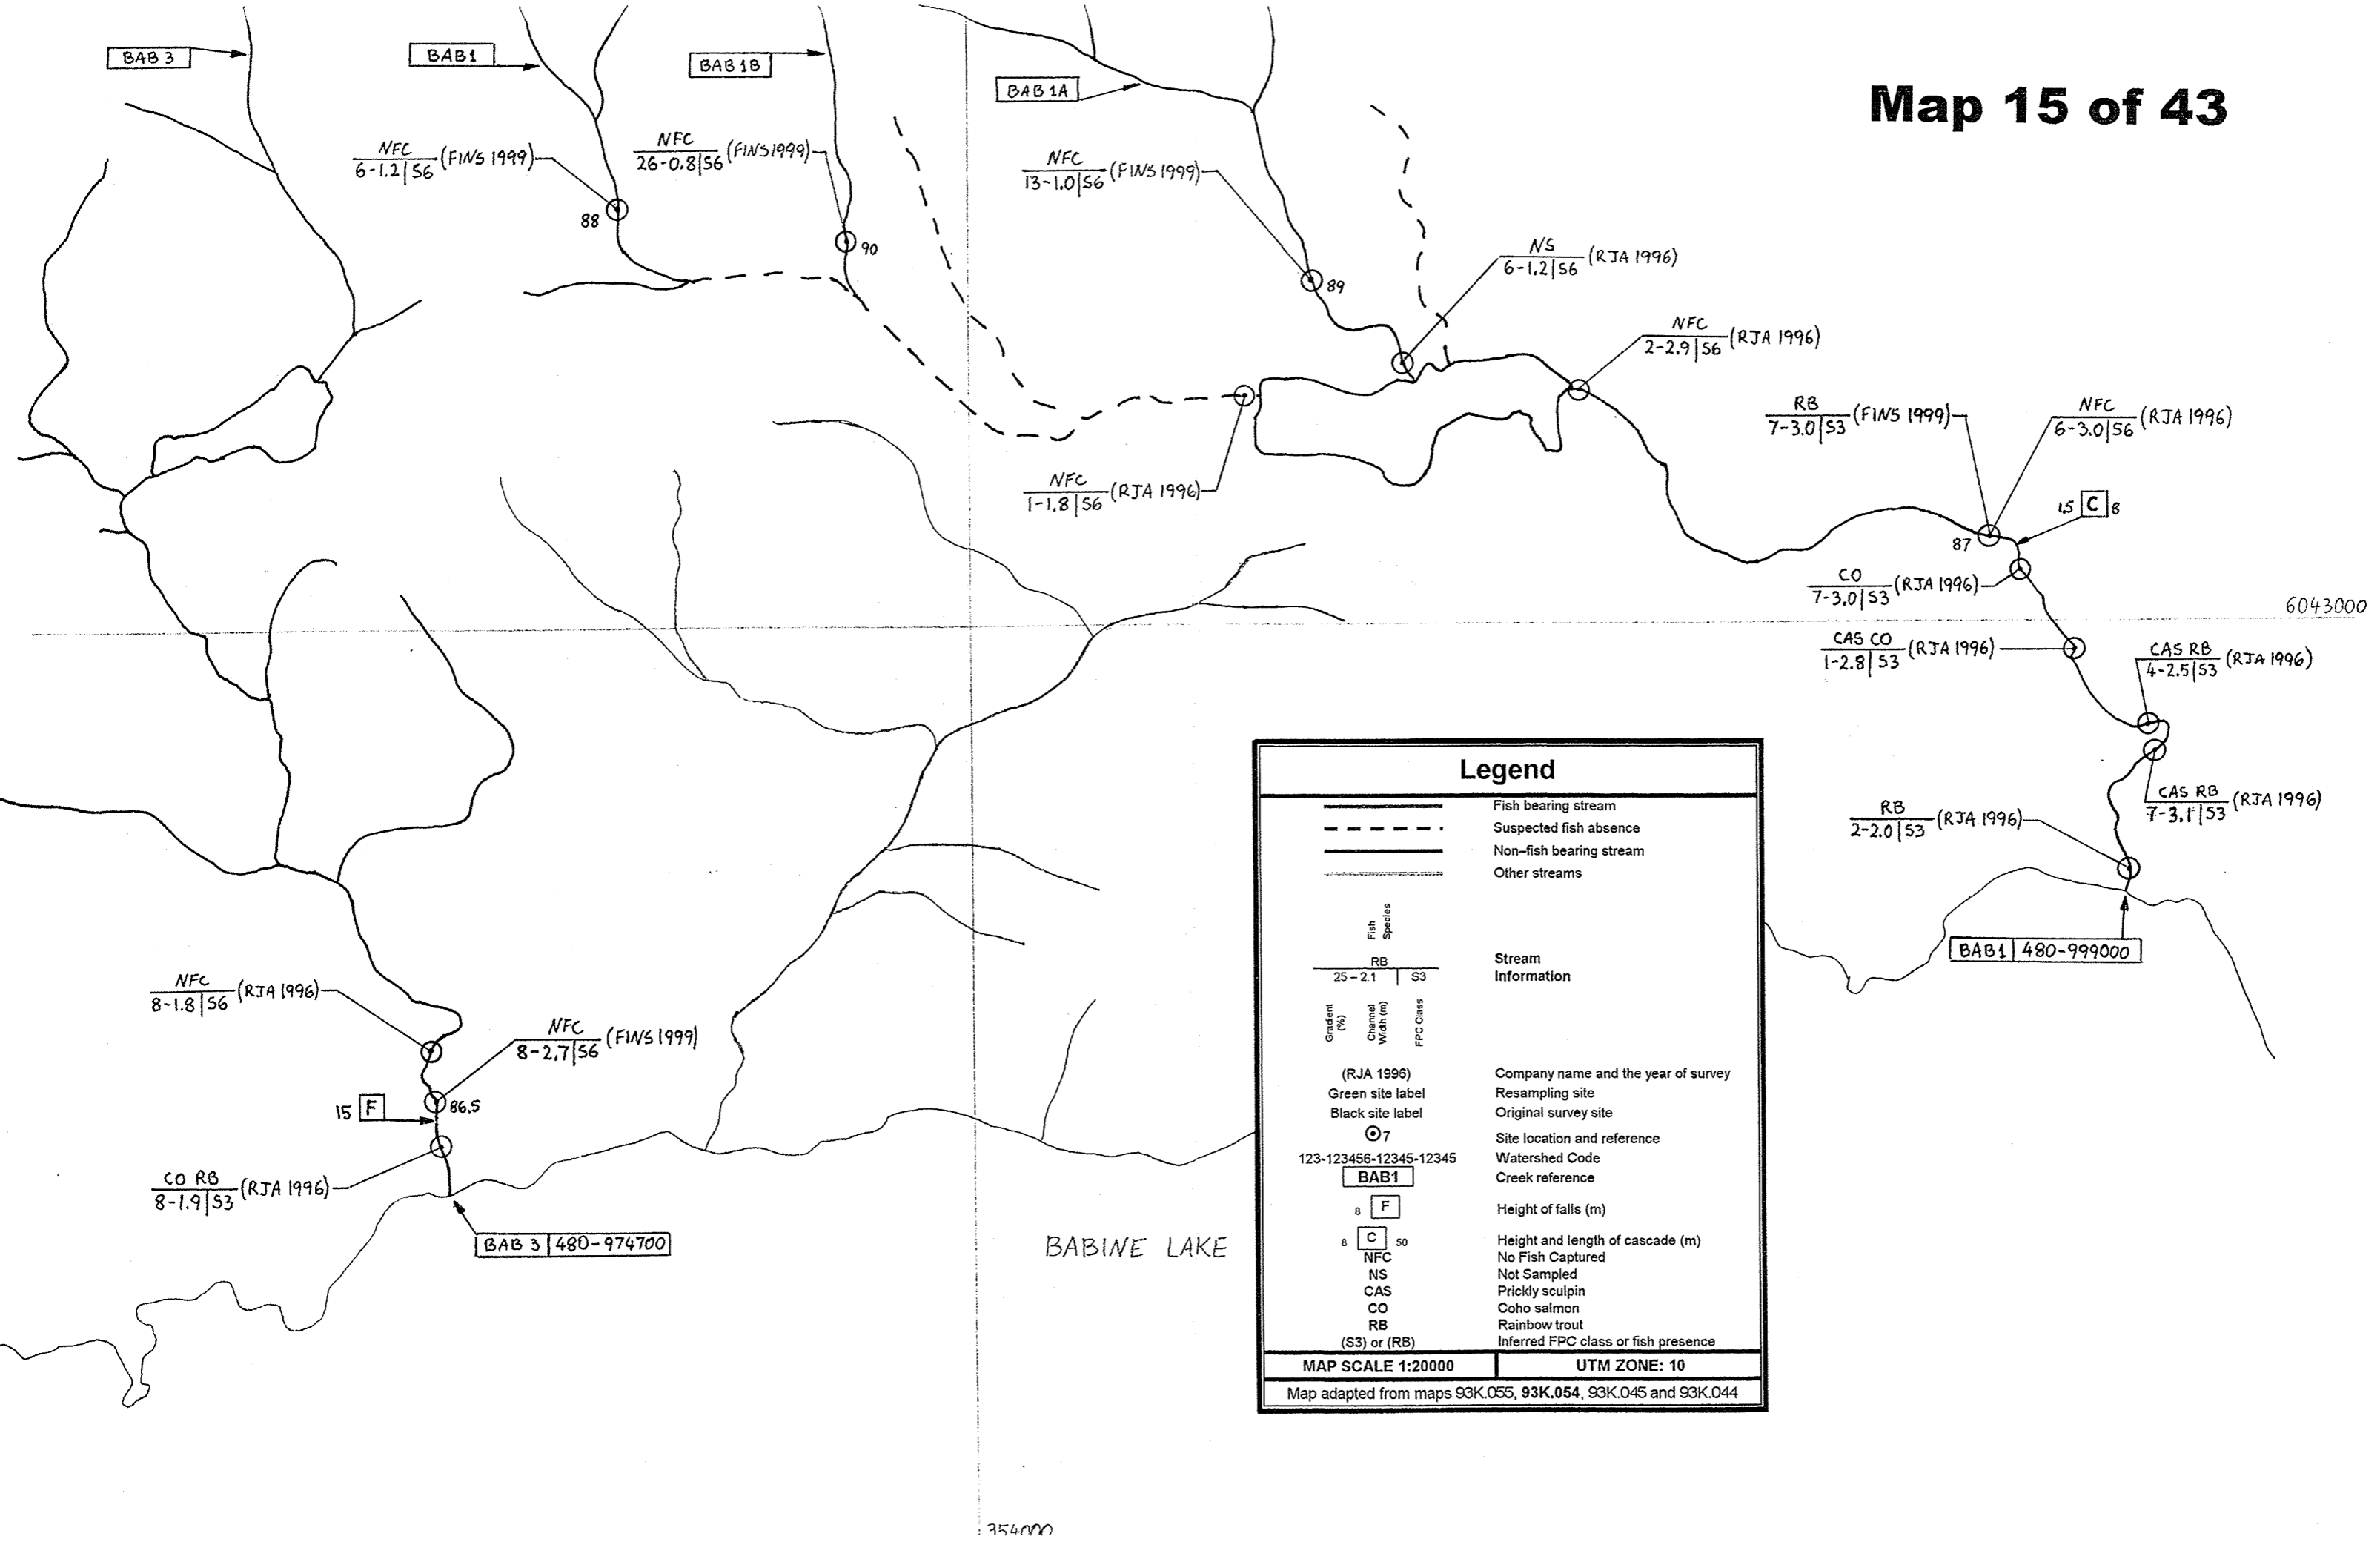 BAB 3
BAB1
BAB 1B
BAB 1A
Map 15 of 43
NFC
6-1.2|S6 (FINS 1999)
88
NFC
26-0.8|S6 (FINS1999)
90
NFC
13-1.0|S6 (FINS 1999)
89
NS
6-1.2|S6 (RJA 1996)
NFC
2-2.9|S6 (RJA 1996)
RB
7-3.0|S3 (FINS 1999)
NFC
6-3.0|S6 (RJA 1996)
NFC
1-1.8|S6 (RJA 1996)
15 C 8
87
CO
7-3.0|S3 (RJA 1996)
6043000
CAS CO
1-2.8|S3 (RJA 1996)
CAS RB
4-2.5|S3 (RJA 1996)
CAS RB
7-3.1|S3 (RJA 1996)
RB
2-2.0|S3 (RJA 1996)
BAB1 | 480-999000
NFC
8-1.8|S6 (RJA 1996)
NFC
8-2.7|S6 (FINS 1999)
86.5
15 F
CO RB
8-1.9|S3 (RJA 1996)
BAB 3 | 480-974700
BABINE LAKE
354000
Legend
Fish bearing stream
Suspected fish absence
Non-fish bearing stream
Other streams
Fish Species
RB
25 – 2.1 | S3
Stream Information
Gradient (%)
Channel Width (m)
FPC Class
(RJA 1996) Company name and the year of survey
Green site label Resampling site
Black site label Original survey site
7 Site location and reference
123-123456-12345-12345 Watershed Code
BAB1 Creek reference
8 F Height of falls (m)
8 C 50 Height and length of cascade (m)
NFC No Fish Captured
NS Not Sampled
CAS Prickly sculpin
CO Coho salmon
RB Rainbow trout
(S3) or (RB) Inferred FPC class or fish presence
MAP SCALE 1:20000 UTM ZONE: 10
Map adapted from maps 93K.055, 93K.054, 93K.045 and 93K.044